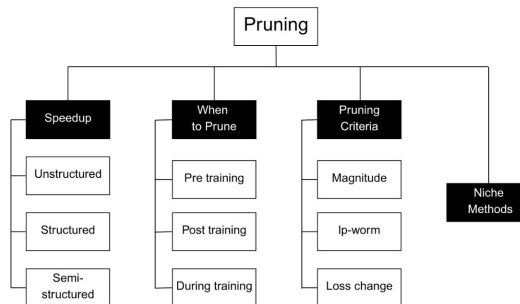 Pruning
Speedup
When
to Prune
Pruning
Criteria
Unstructured
Pre training
Magnitude
Niche
Methods
Structured
Post training
lp-worm
Semi-
structured
During training
Loss change